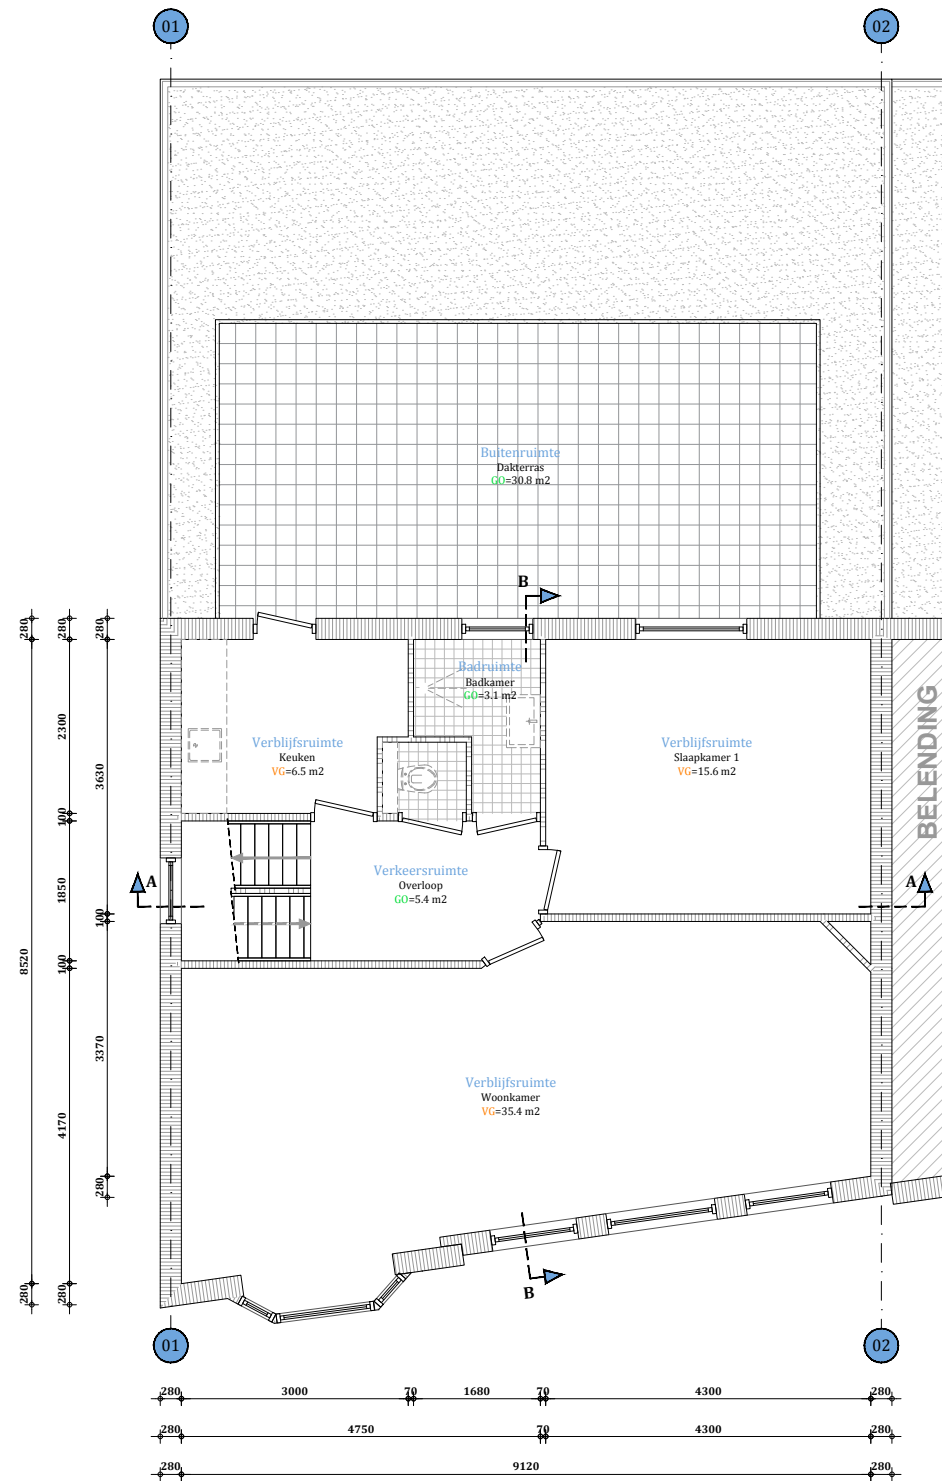 01
02
Buitenruimte
Dakterras
GO=30.8 m2
B
Badruimte
Badkamer
GO=3.1 m2
Verblijfsruimte
Keuken
VG=6.5 m2
Verblijfsruimte
Slaapkamer 1
VG=15.6 m2
BELENDING
Verkeersruimte
Overloop
GO=5.4 m2
A
A
Verblijfsruimte
Woonkamer
VG=35.4 m2
B
280
8520
280
280
2300
100
1850
100
4170
280
280
3630
100
3370
280
01
02
280
3000
70
1680
70
4300
280
280
4750
70
4300
280
280
9120
280